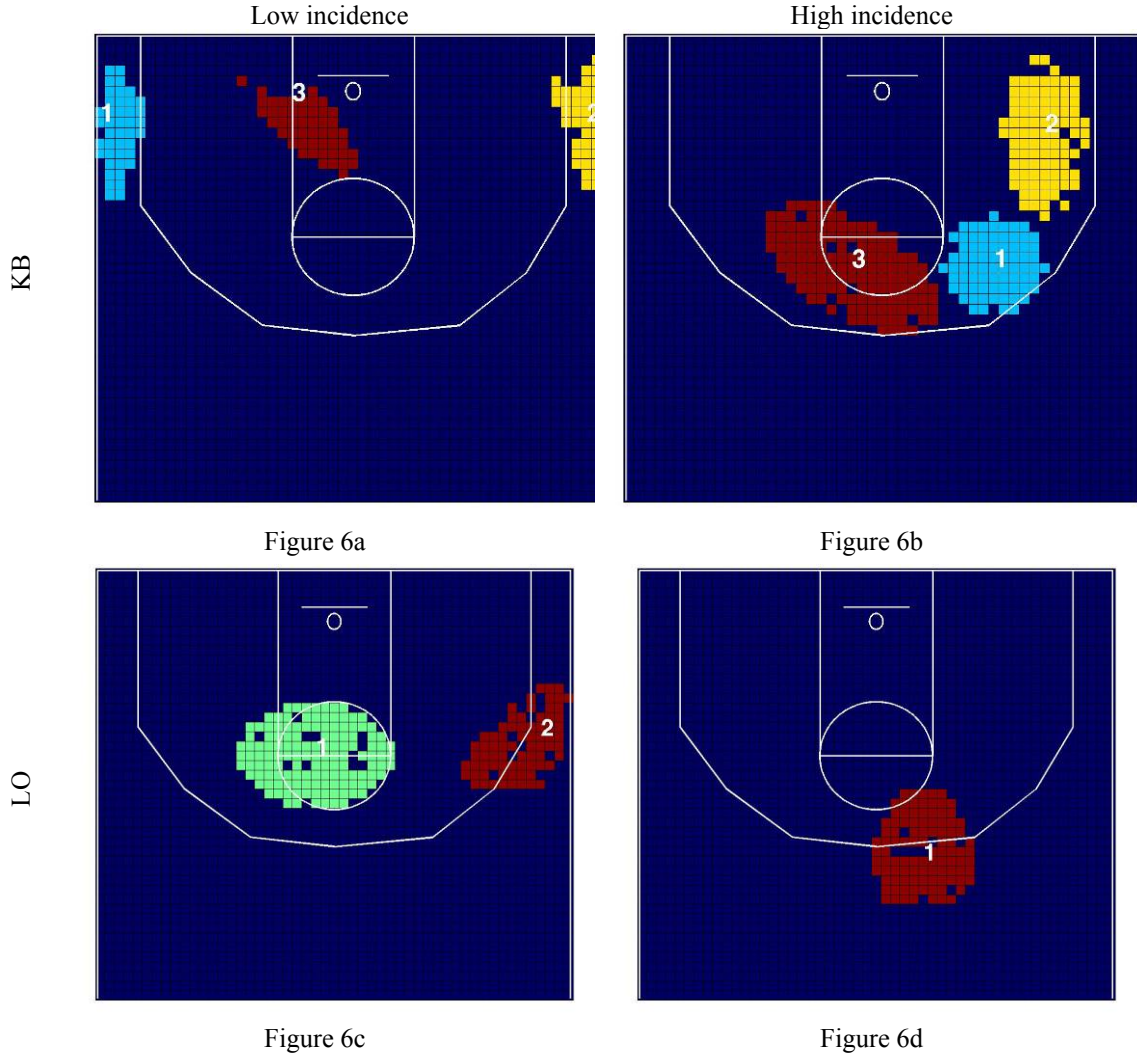 Low incidence High incidence
KB
1 3 2
2 1 3
Figure 6a Figure 6b
LO
1 2
1
Figure 6c Figure 6d